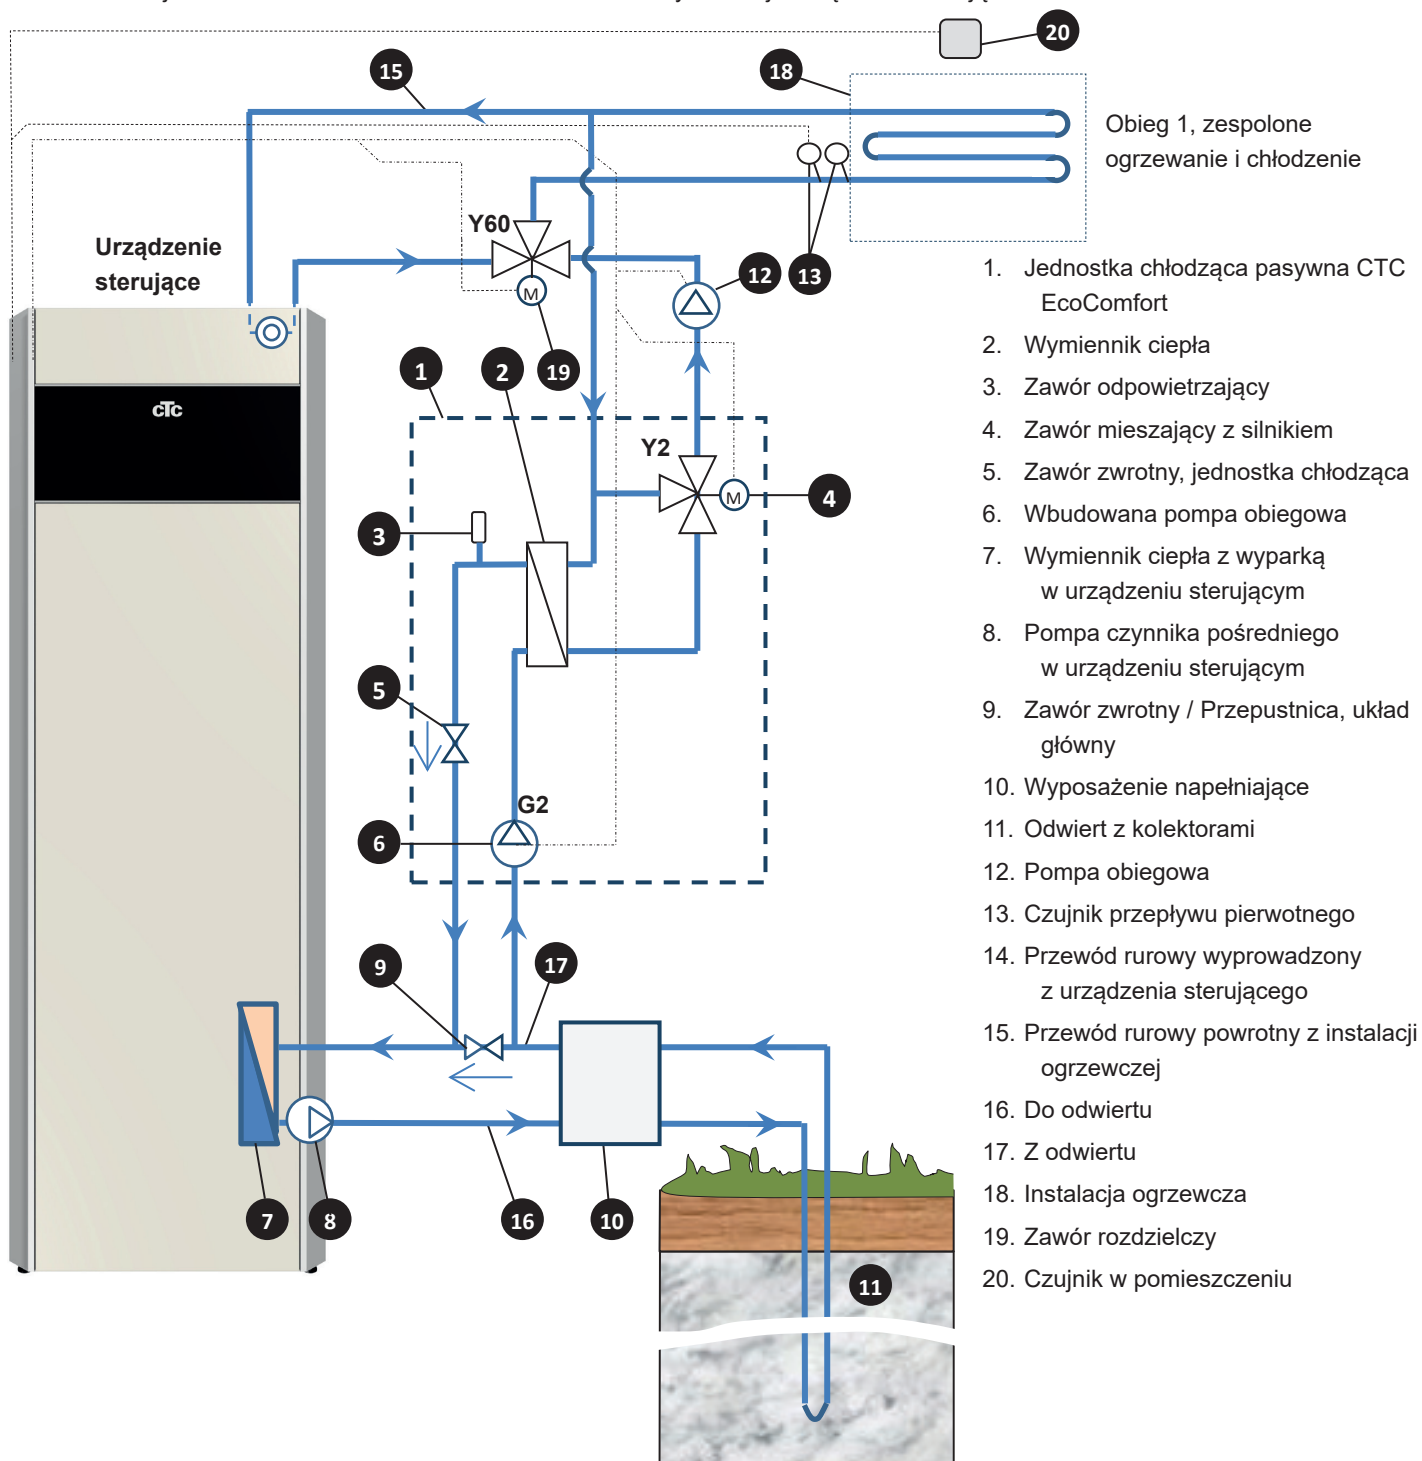 20
15
18
Obieg 1, zespolone
ogrzewanie i chłodzenie
Y60
Urządzenie
sterujące
M
12
13
19
1
2
cTc
Y2
M
4
3
5
G2
6
9
17
7
8
16
10
11
1. Jednostka chłodząca pasywna CTC
EcoComfort
2. Wymiennik ciepła
3. Zawór odpowietrzający
4. Zawór mieszający z silnikiem
5. Zawór zwrotny, jednostka chłodząca
6. Wbudowana pompa obiegowa
7. Wymiennik ciepła z wyparką
w urządzeniu sterującym
8. Pompa czynnika pośredniego
w urządzeniu sterującym
9. Zawór zwrotny / Przepustnica, układ
główny
10. Wyposażenie napełniające
11. Odwiert z kolektorami
12. Pompa obiegowa
13. Czujnik przepływu pierwotnego
14. Przewód rurowy wyprowadzony
z urządzenia sterującego
15. Przewód rurowy powrotny z instalacji
ogrzewczej
16. Do odwiertu
17. Z odwiertu
18. Instalacja ogrzewcza
19. Zawór rozdzielczy
20. Czujnik w pomieszczeniu